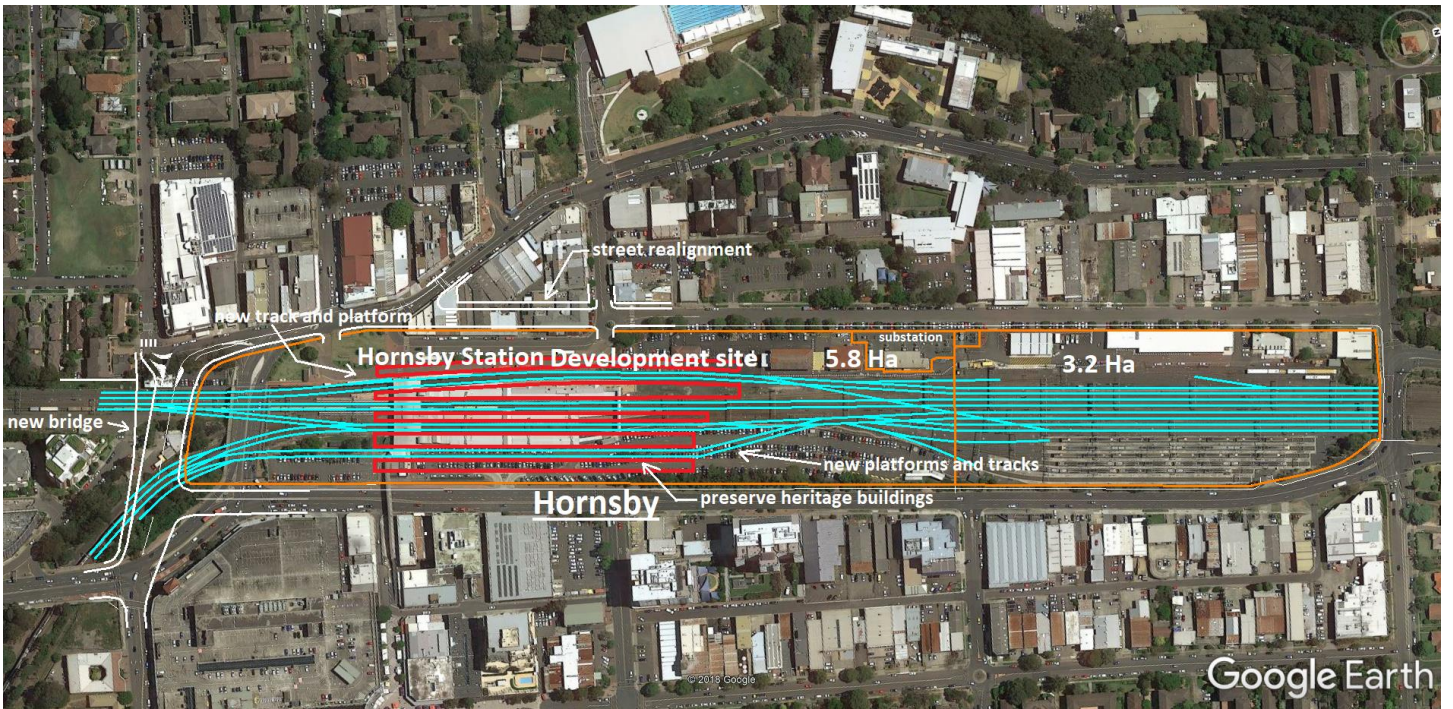 street realignment
new track and platform
Hornsby Station Development site
5.8 Ha
substation
3.2 Ha
new bridge
new platforms and tracks
preserve heritage buildings
Hornsby
© 2018 Google
Google Earth